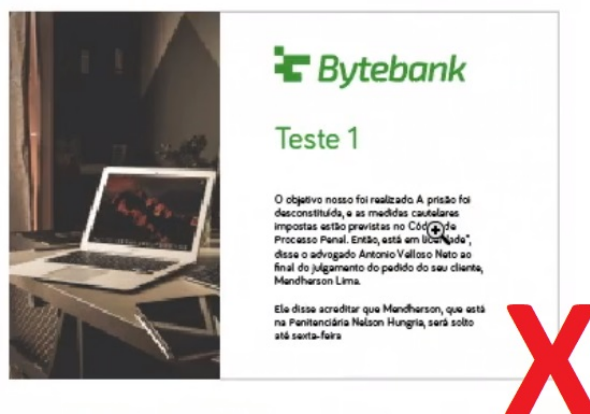 Bytebank
Teste 1
O objetivo nosso foi realizado. A prisão foi
desconstituída, e as medidas cautelares
impostas estão previstas no de
Processo Penal. Então, está em
disse o advogado Antonio Velloso Neto ao
final do julgamento do pedido do seu cliente,
Mendherson Lima.
Ele disse acreditar que Mendherson, que está
na Penitenciária Nelson Hungria, será solto
até sexta-feira
X